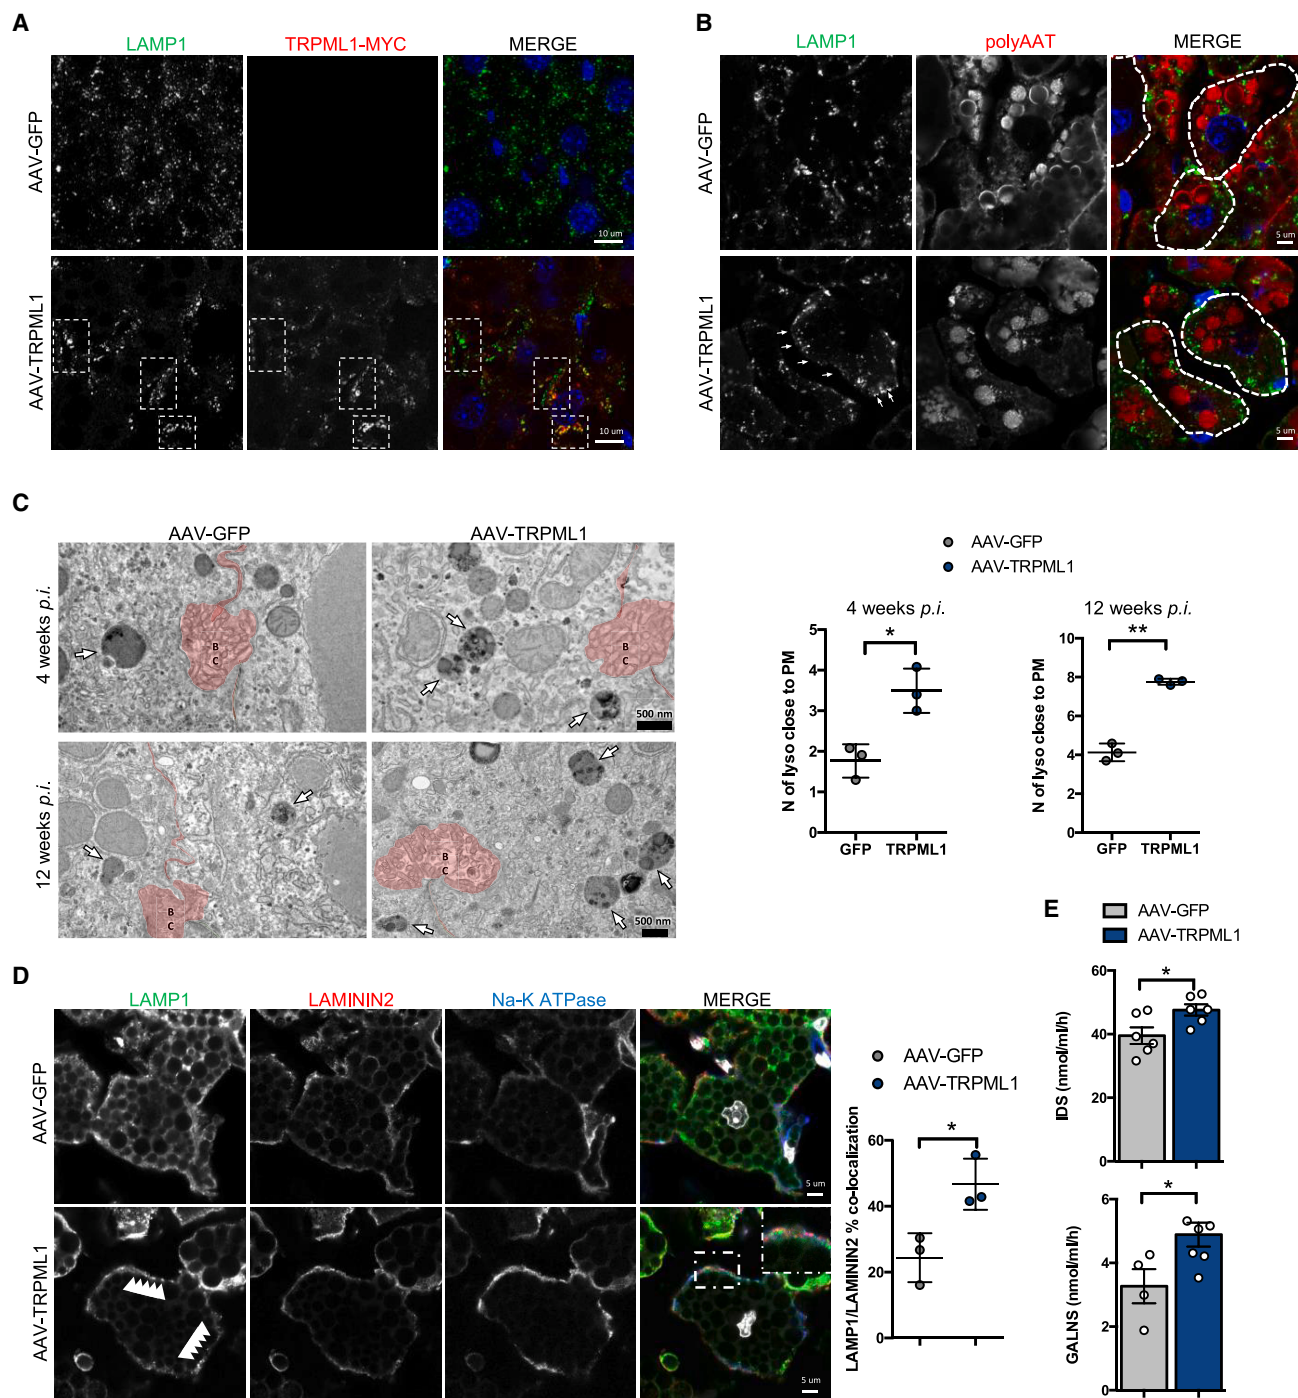 A
LAMP1 TRPML1-MYC MERGE
AAV-GFP
10 um
AAV-TRPML1
10 um
B
LAMP1 polyAAT MERGE
AAV-GFP
5 um
AAV-TRPML1
5 um
C
AAV-GFP AAV-TRPML1
4 weeks p.i.
B C
B C
500 nm
12 weeks p.i.
B C
B C
500 nm
AAV-GFP
AAV-TRPML1
4 weeks p.i.
N of lyso close to PM
5
4
3
2
1
0
*
GFP TRPML1
12 weeks p.i.
N of lyso close to PM
10
8
6
4
2
0
**
GFP TRPML1
D
LAMP1 LAMININ2 Na-K ATPase MERGE
AAV-GFP
5 um
AAV-TRPML1
5 um
AAV-GFP
AAV-TRPML1
LAMP1/LAMININ2 % co-localization
60
40
20
0
*
E
AAV-GFP
AAV-TRPML1
IDS (nmol/ml/h)
60
40
20
0
*
GALNS (nmol/ml/h)
6
4
2
0
*